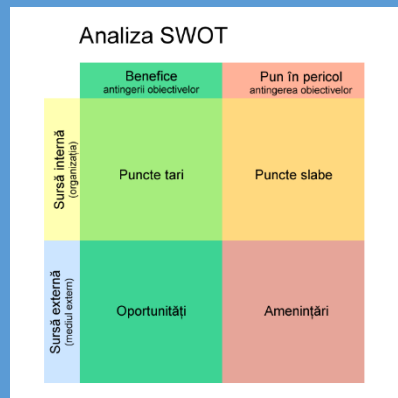 Analiza SWOT
Benefice
antingerii obiectivelor
Pun în pericol
antingerea obiectivelor
Sursă internă
(organizația)
Puncte tari
Puncte slabe
Sursă externă
(mediul extern)
Oportunități
Amenințări